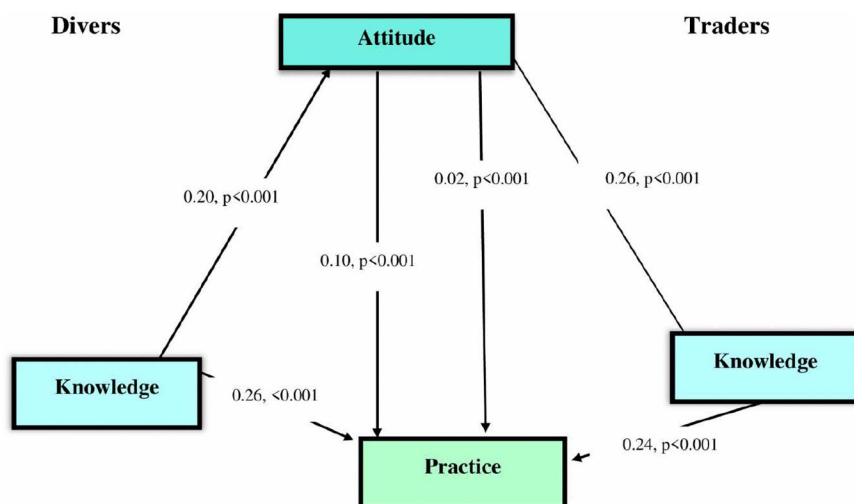 Divers
Attitude
Traders
0.20, p<0.001
0.02, p<0.001
0.26, p<0.001
0.10, p<0.001
Knowledge
0.26, <0.001
Knowledge
0.24, p<0.001
Practice